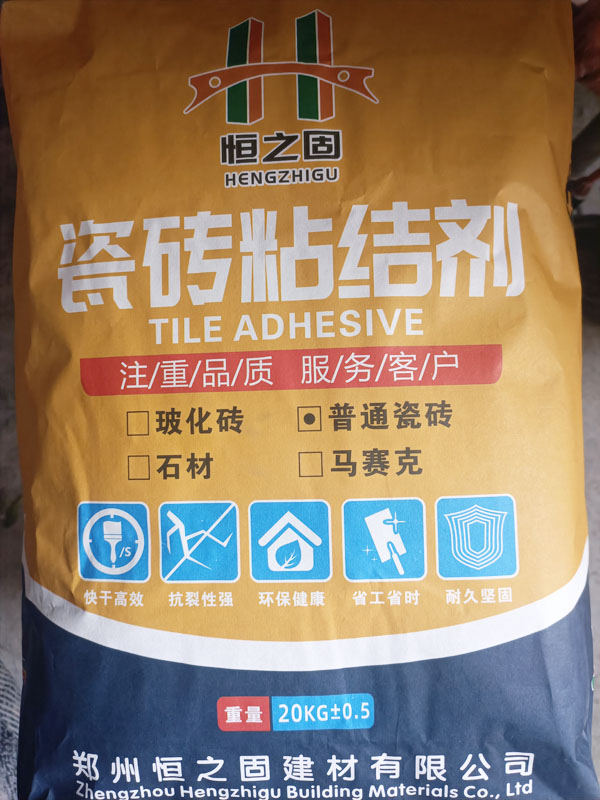 恒之固
HENGZHIGU
瓷砖粘结剂
TILE ADHESIVE
注/重/品/质 服/务/客/户
玻化砖 普通瓷砖
石材 马赛克
/S
快干高效 抗裂性强 环保健康 省工省时 耐久坚固
重量 20KG±0.5
郑州恒之固建材有限公司
Zhengzhou Hengzhigu Building Materials Co., Ltd